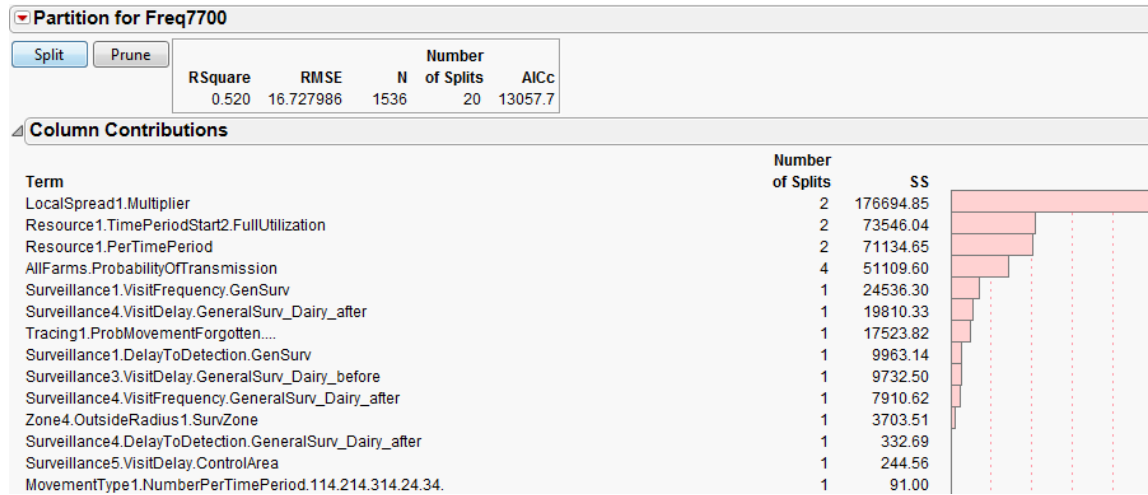 Partition for Freq7700
Split Prune
Number
RSquare RMSE N of Splits AICc
0.520 16.727986 1536 20 13057.7
Column Contributions
Number
Term of Splits SS
LocalSpread1.Multiplier 2 176694.85
Resource1.TimePeriodStart2.FullUtilization 2 73546.04
Resource1.PerTimePeriod 2 71134.65
AllFarms.ProbabilityOfTransmission 4 51109.60
Surveillance1.VisitFrequency.GenSurv 1 24536.30
Surveillance4.VisitDelay.GeneralSurv_Dairy_after 1 19810.33
Tracing1.ProbMovementForgotten.... 1 17523.82
Surveillance1.DelayToDetection.GenSurv 1 9963.14
Surveillance3.VisitDelay.GeneralSurv_Dairy_before 1 9732.50
Surveillance4.VisitFrequency.GeneralSurv_Dairy_after 1 7910.62
Zone4.OutsideRadius1.SurvZone 1 3703.51
Surveillance4.DelayToDetection.GeneralSurv_Dairy_after 1 332.69
Surveillance5.VisitDelay.ControlArea 1 244.56
MovementType1.NumberPerTimePeriod.114.214.314.24.34. 1 91.00